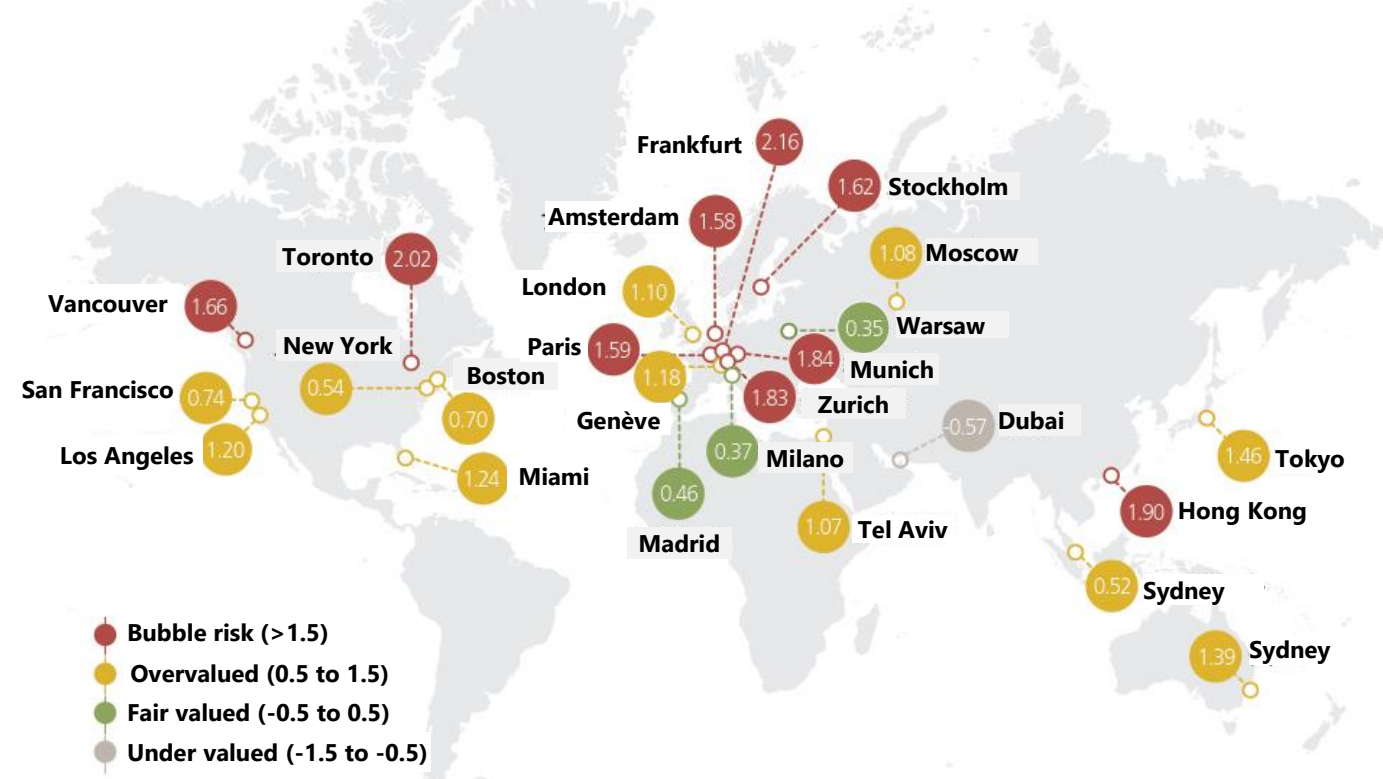 Frankfurt 2.16
1.62 Stockholm
Amsterdam 1.58
Toronto 2.02
1.08 Moscow
London 1.10
Vancouver 1.66
0.35 Warsaw
New York
Paris 1.59
1.84 Munich
Boston
1.18
San Francisco 0.74
0.54
1.83 Zurich
Genève
0.70
-0.57 Dubai
Los Angeles 1.20
0.37 Milano
1.46 Tokyo
1.24 Miami
0.46
1.90 Hong Kong
1.07 Tel Aviv
Madrid
0.52 Sydney
Bubble risk (>1.5)
1.39 Sydney
Overvalued (0.5 to 1.5)
Fair valued (-0.5 to 0.5)
Under valued (-1.5 to -0.5)